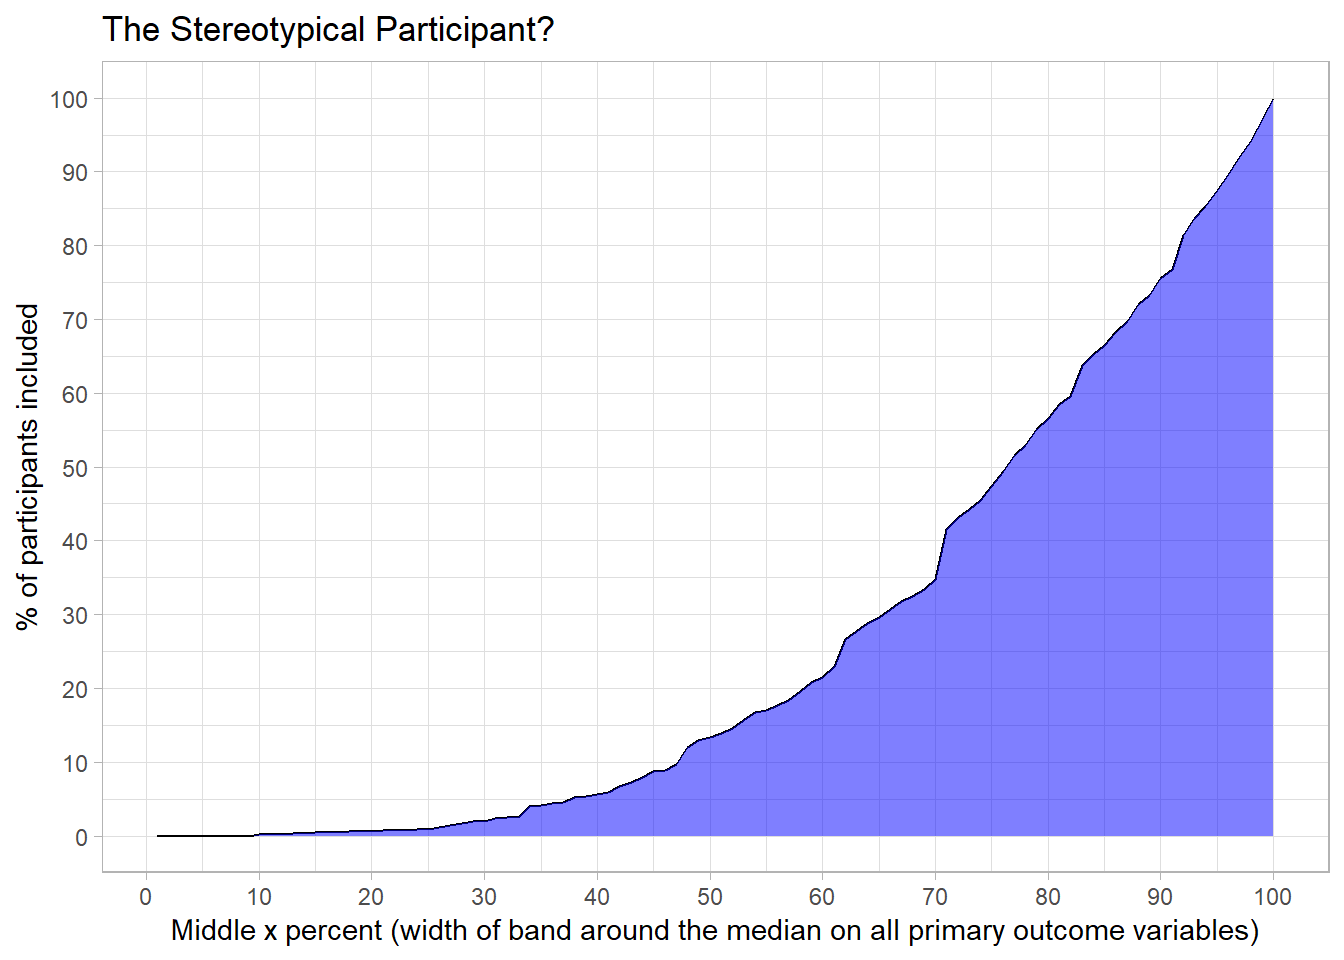 The Stereotypical Participant?
% of participants included
100
90
80
70
60
50
40
30
20
10
0
0 10 20 30 40 50 60 70 80 90 100
Middle x percent (width of band around the median on all primary outcome variables)